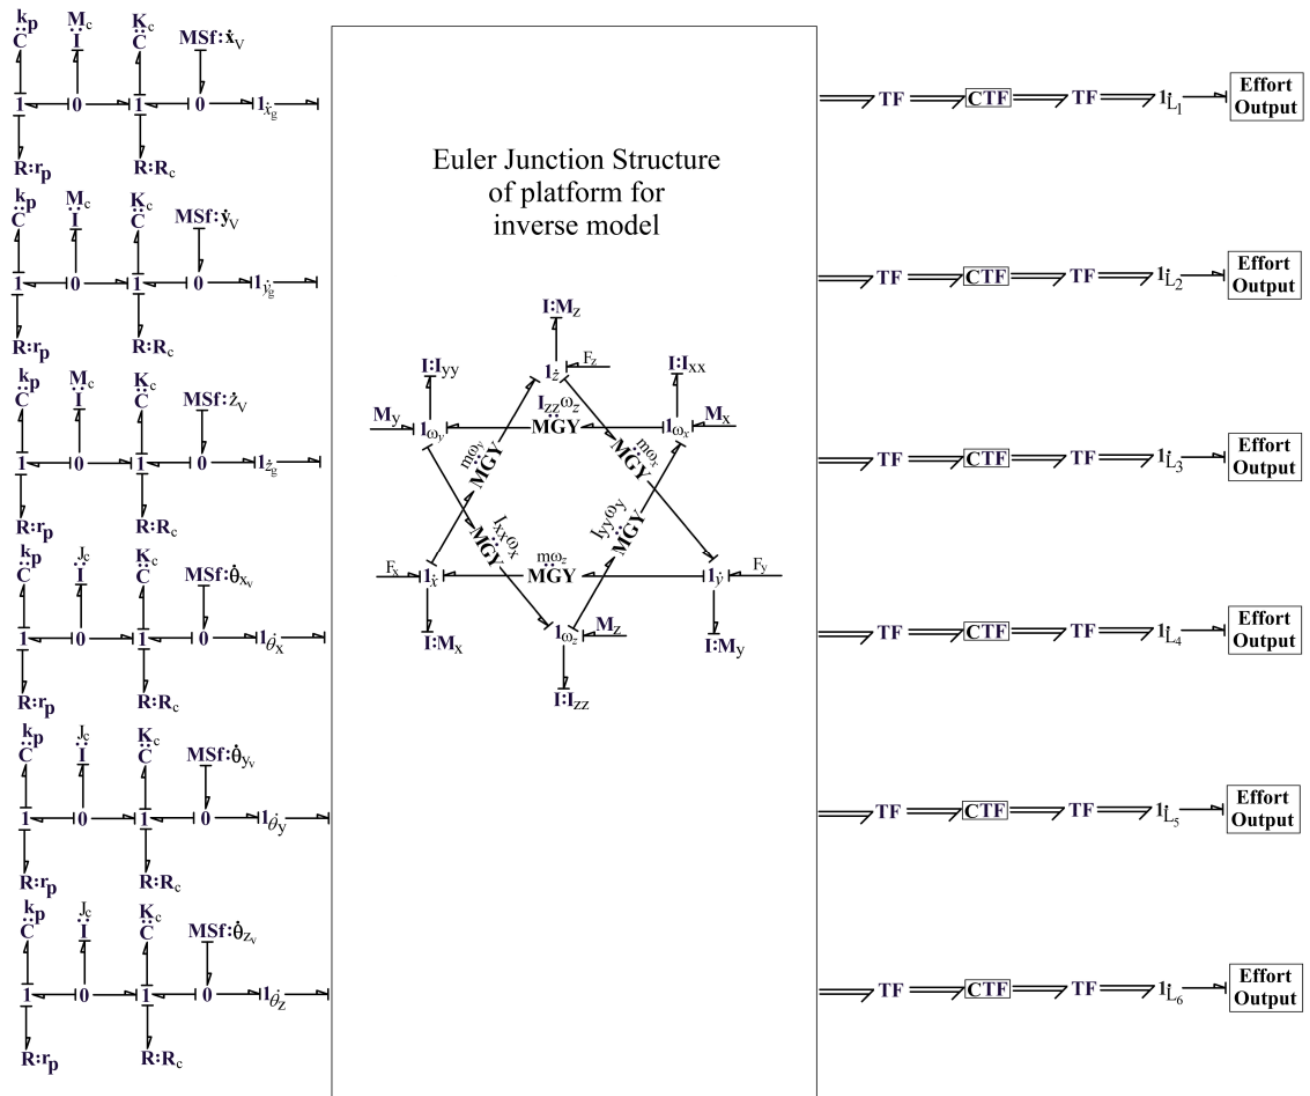 kp Mc Kc
C I C MSf:ẋV
1 0 1 0 1ẋg
R:rp R:Rc
kp Mc Kc
C I C MSf:ẏV
1 0 1 0 1ẏg
R:rp R:Rc
kp Mc Kc
C I C MSf:żV
1 0 1 0 1żg
R:rp R:Rc
kp Jc Kc
C I C MSf:θ̇xv
1 0 1 0 1θ̇x
R:rp R:Rc
kp Jc Kc
C I C MSf:θ̇yv
1 0 1 0 1θ̇y
R:rp R:Rc
kp Jc Kc
C I C MSf:θ̇zv
1 0 1 0 1θ̇z
R:rp R:Rc
Euler Junction Structure
of platform for
inverse model
I:Mz
1ż Fz
I:Iyy I:Ixx
Izzωz
My 1ωy MGY 1ωx Mx
mωy MGY
mωx MGY
Ixxωx MGY
Iyyωy MGY
mωz
Fx 1ẋ MGY 1ẏ Fy
I:Mx 1ωz Mz I:My
I:Izz
TF CTF TF 1L̇1 Effort
Output
TF CTF TF 1L̇2 Effort
Output
TF CTF TF 1L̇3 Effort
Output
TF CTF TF 1L̇4 Effort
Output
TF CTF TF 1L̇5 Effort
Output
TF CTF TF 1L̇6 Effort
Output